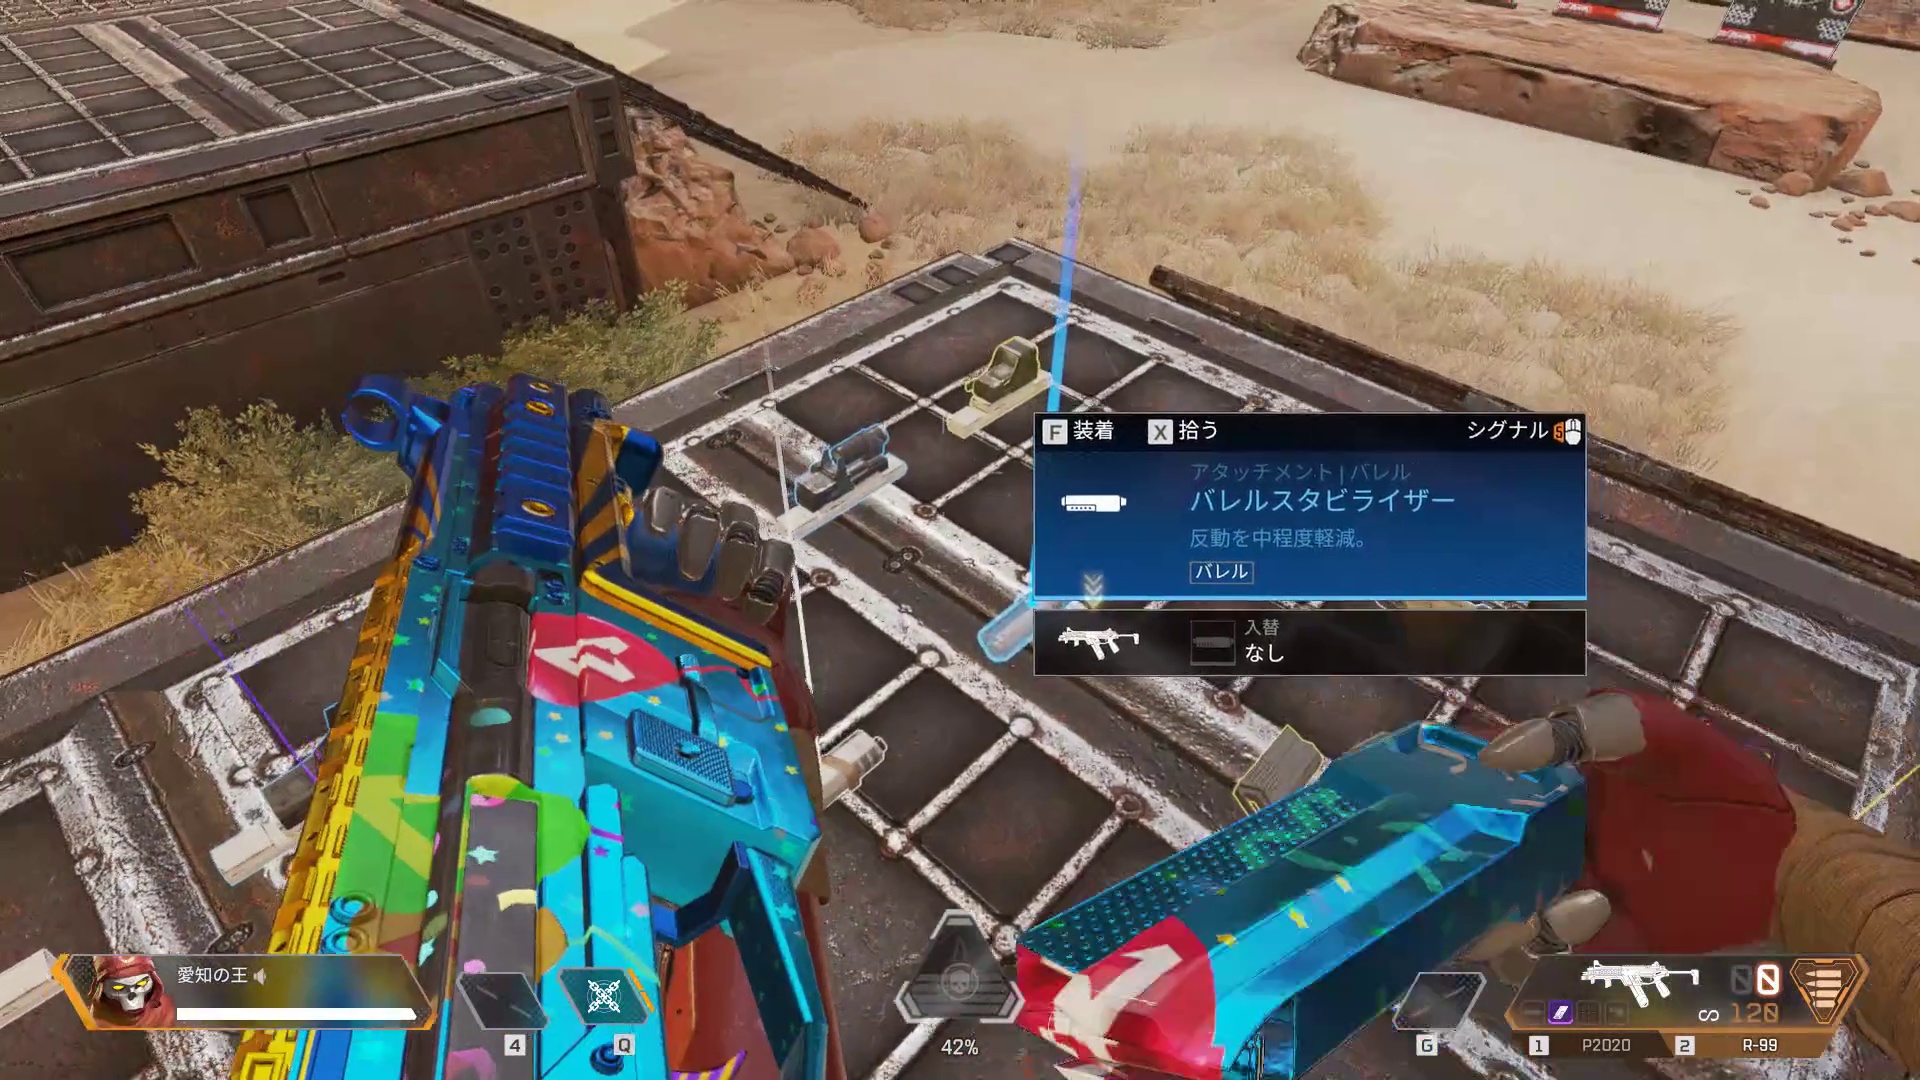 F 装着 X 拾う シグナル 5
アタッチメント | バレル
バレルスタビライザー
反動を中程度軽減。
バレル
入替
なし
愛知の王
4 Q
42%
G
00
∞ 120
1 P2020 2 R-99